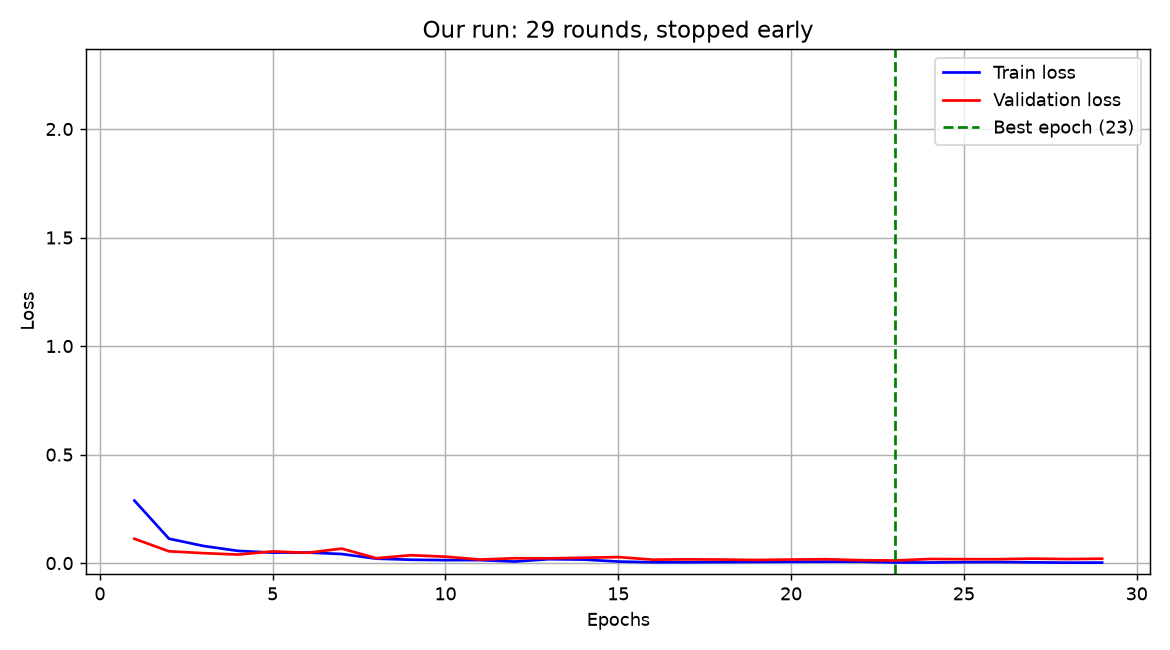 Our run: 29 rounds, stopped early
Train loss
Validation loss
Best epoch (23)
Loss
2.0
1.5
1.0
0.5
0.0
0 5 10 15 20 25 30
Epochs